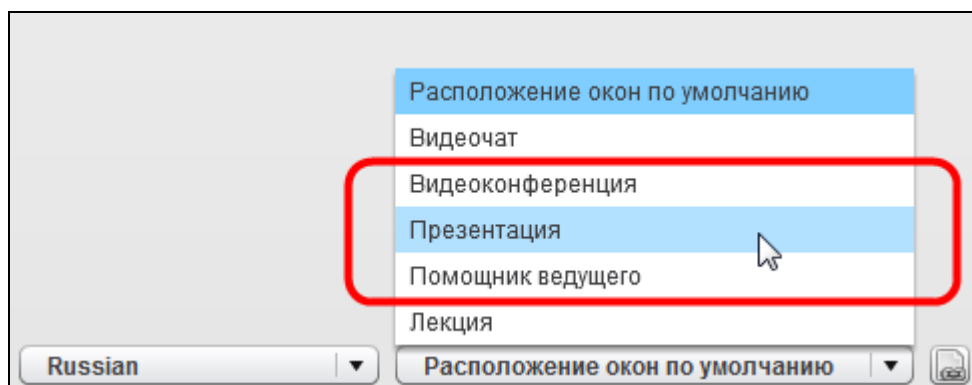 Расположение окон по умолчанию
Видеочат
Видеоконференция
Презентация
Помощник ведущего
Лекция
Russian
Расположение окон по умолчанию